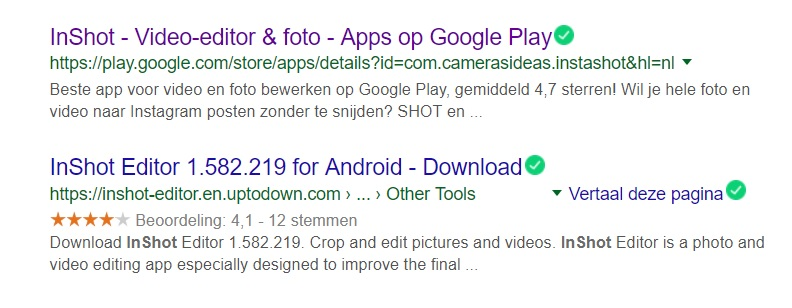 InShot - Video-editor & foto - Apps op Google Play
https://play.google.com/store/apps/details?id=com.camerasideas.instashot&hl=nl
Beste app voor video en foto bewerken op Google Play, gemiddeld 4,7 sterren! Wil je hele foto en
video naar Instagram posten zonder te snijden? SHOT en ...
InShot Editor 1.582.219 for Android - Download
https://inshot-editor.en.uptodown.com › ... › Other Tools Vertaal deze pagina
Beoordeling: 4,1 - 12 stemmen
Download InShot Editor 1.582.219. Crop and edit pictures and videos. InShot Editor is a photo and
video editing app especially designed to improve the final ...